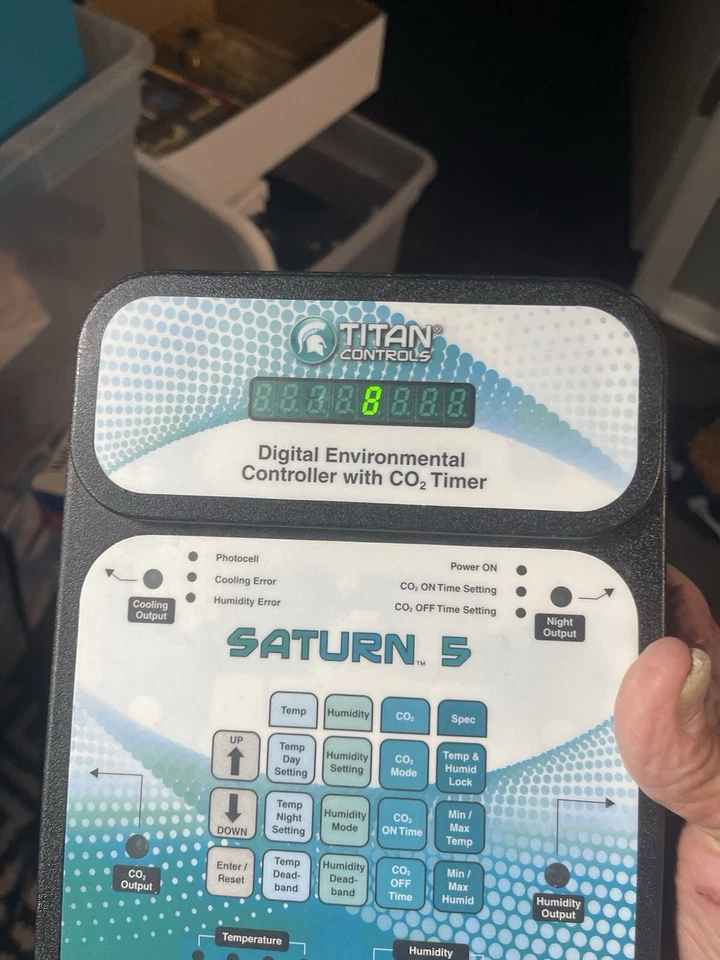 TITAN®
CONTROLS®
8
Digital Environmental
Controller with CO₂ Timer
Photocell
Cooling Error
Humidity Error
Cooling
Output
Power ON
CO₂ ON Time Setting
CO₂ OFF Time Setting
Night
Output
SATURN™ 5
Temp
Humidity
CO₂
Spec
UP
Temp
Day
Setting
Humidity
Setting
CO₂
Mode
Temp &
Humid
Lock
DOWN
Temp
Night
Setting
Humidity
Mode
CO₂
ON Time
Min /
Max
Temp
Enter /
Reset
Temp
Dead-
band
Humidity
Dead-
band
CO₂
OFF
Time
Min /
Max
Humid
CO₂
Output
Humidity
Output
Temperature
Humidity